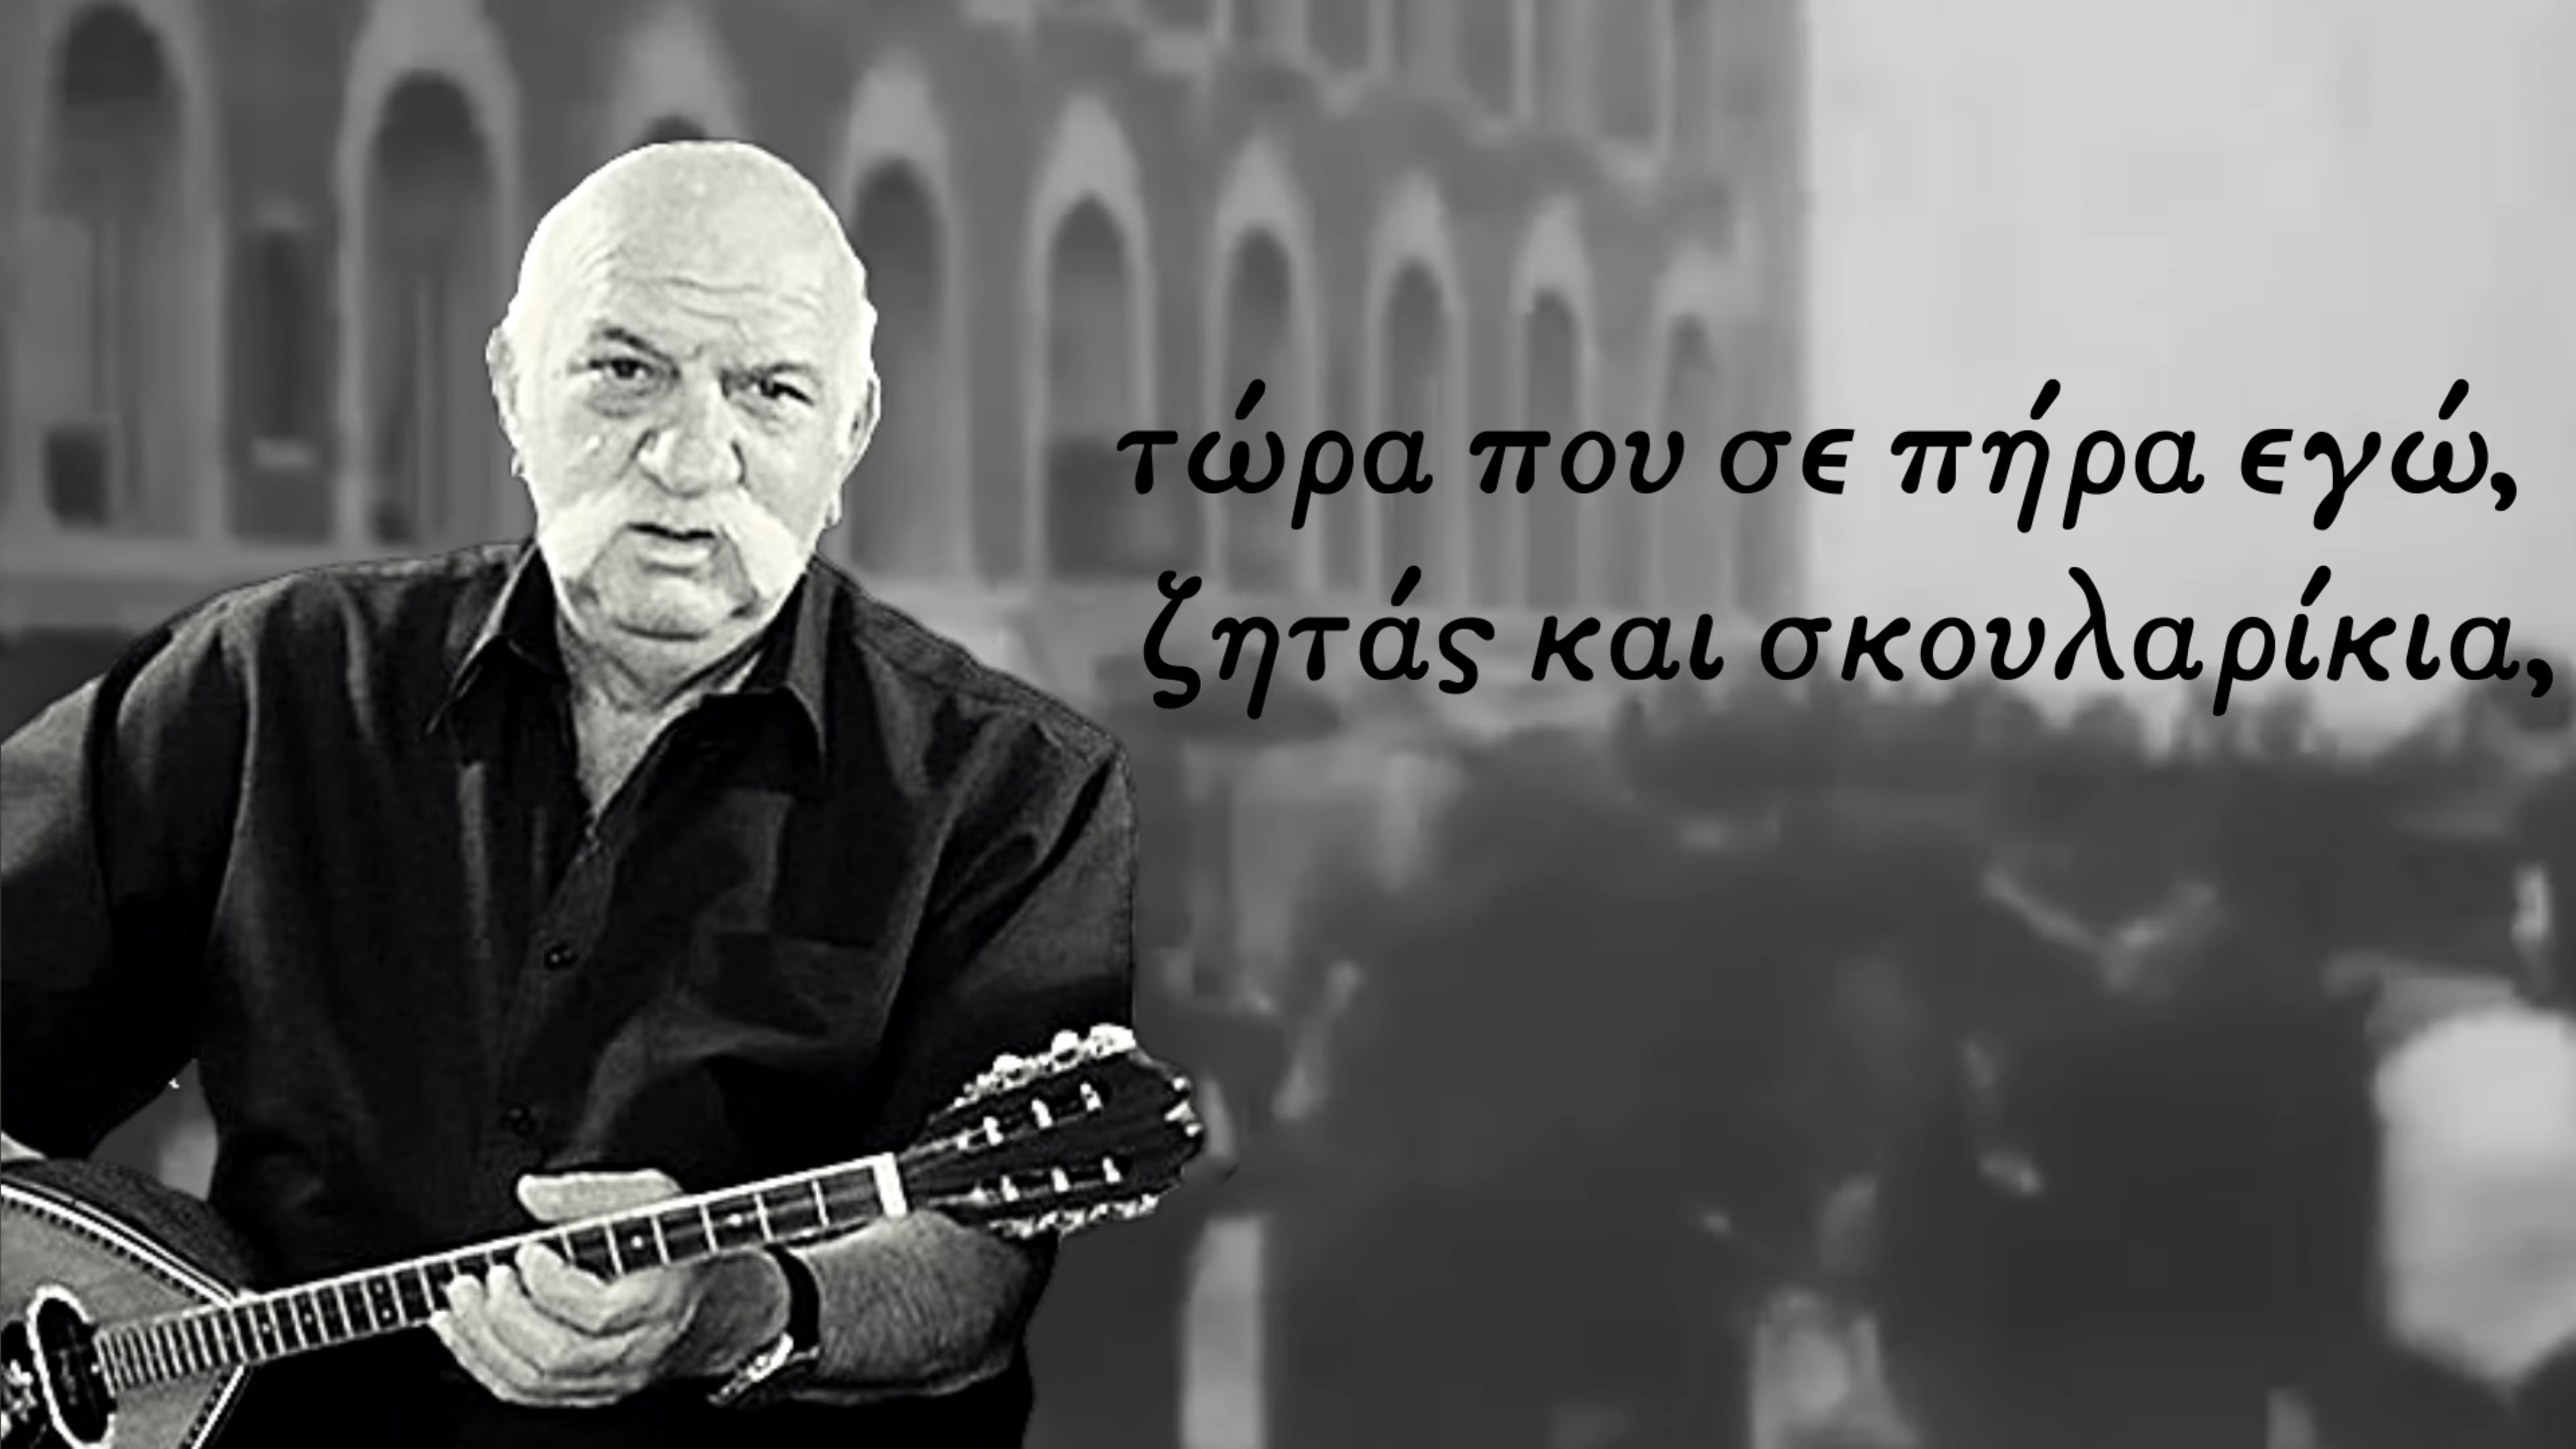 τώρα που σε πήρα εγώ,
ζητάς και σκουλαρίκια,